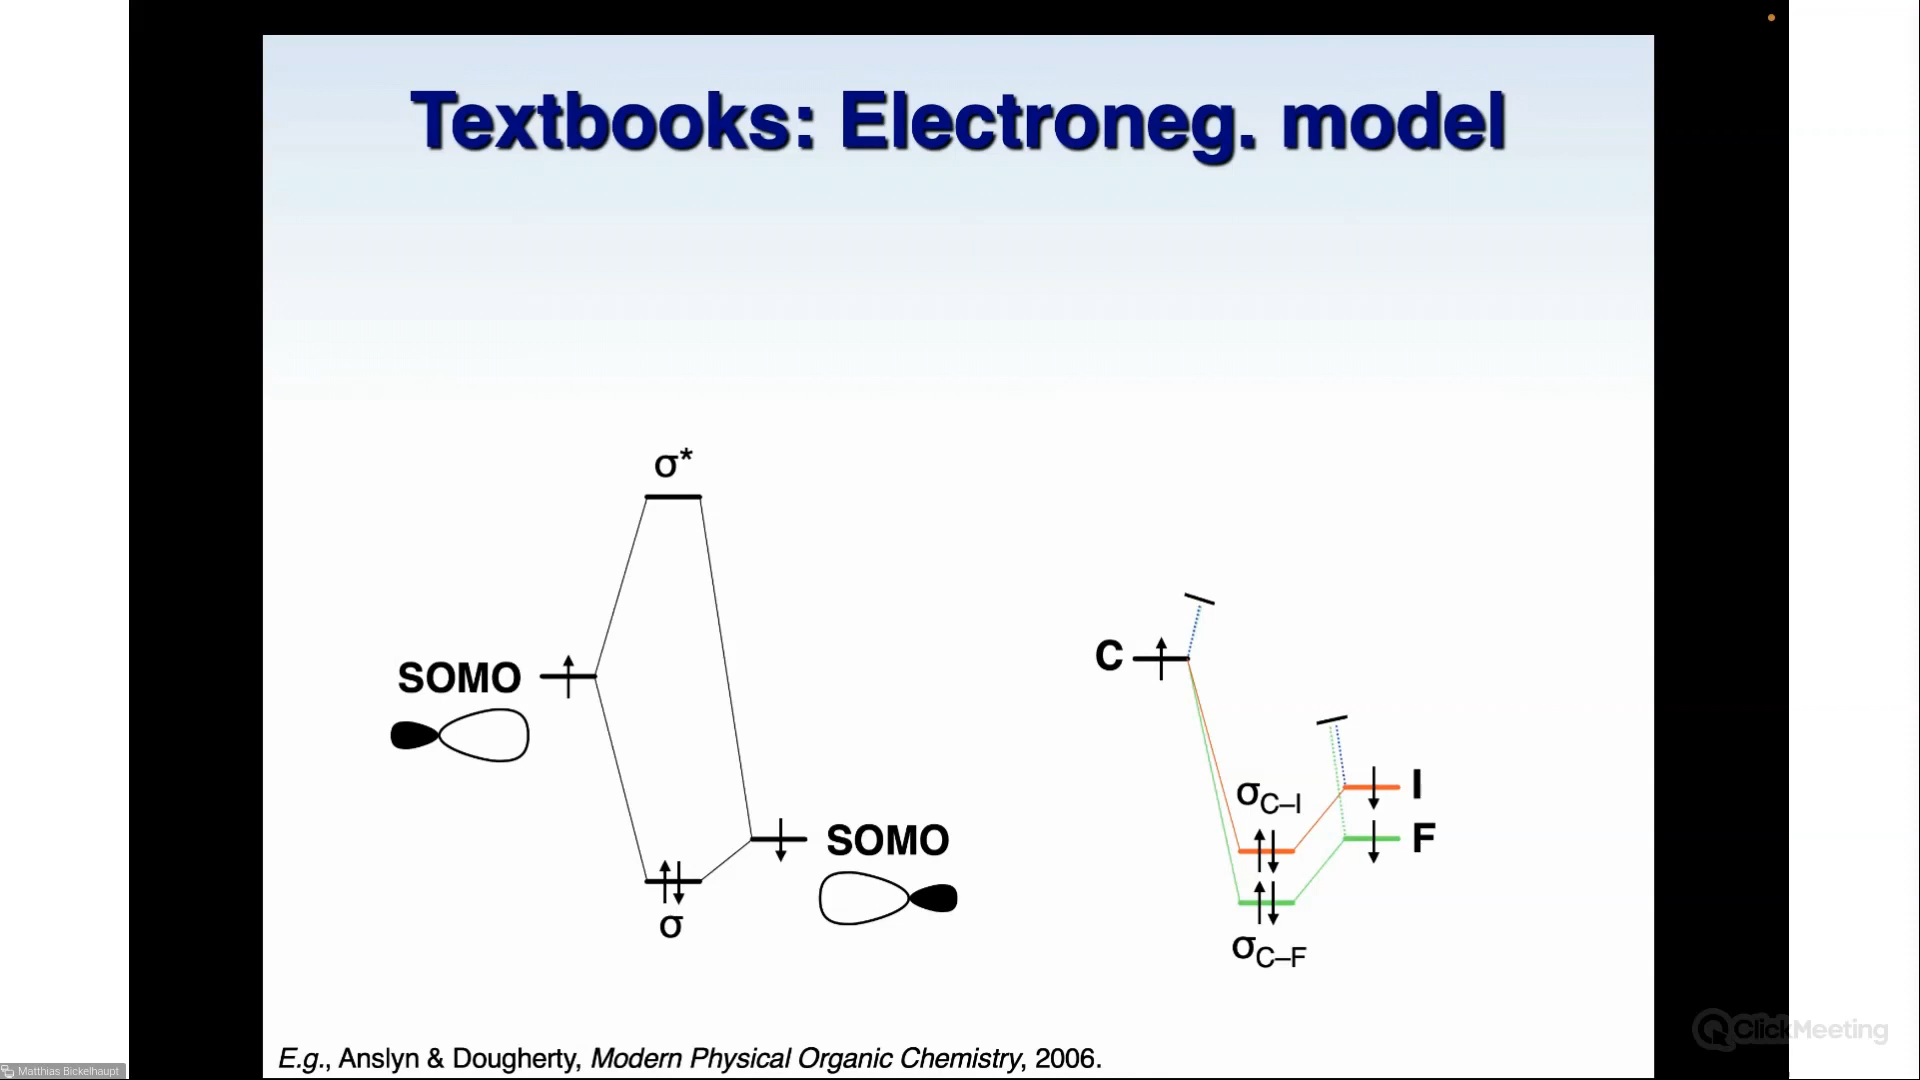 Textbooks: Electroneg. model
σ*
SOMO
SOMO
σ
C
I
F
σC–I
σC–F
E.g., Anslyn & Dougherty, Modern Physical Organic Chemistry, 2006.
Matthias Bickelhaupt
ClickMeeting